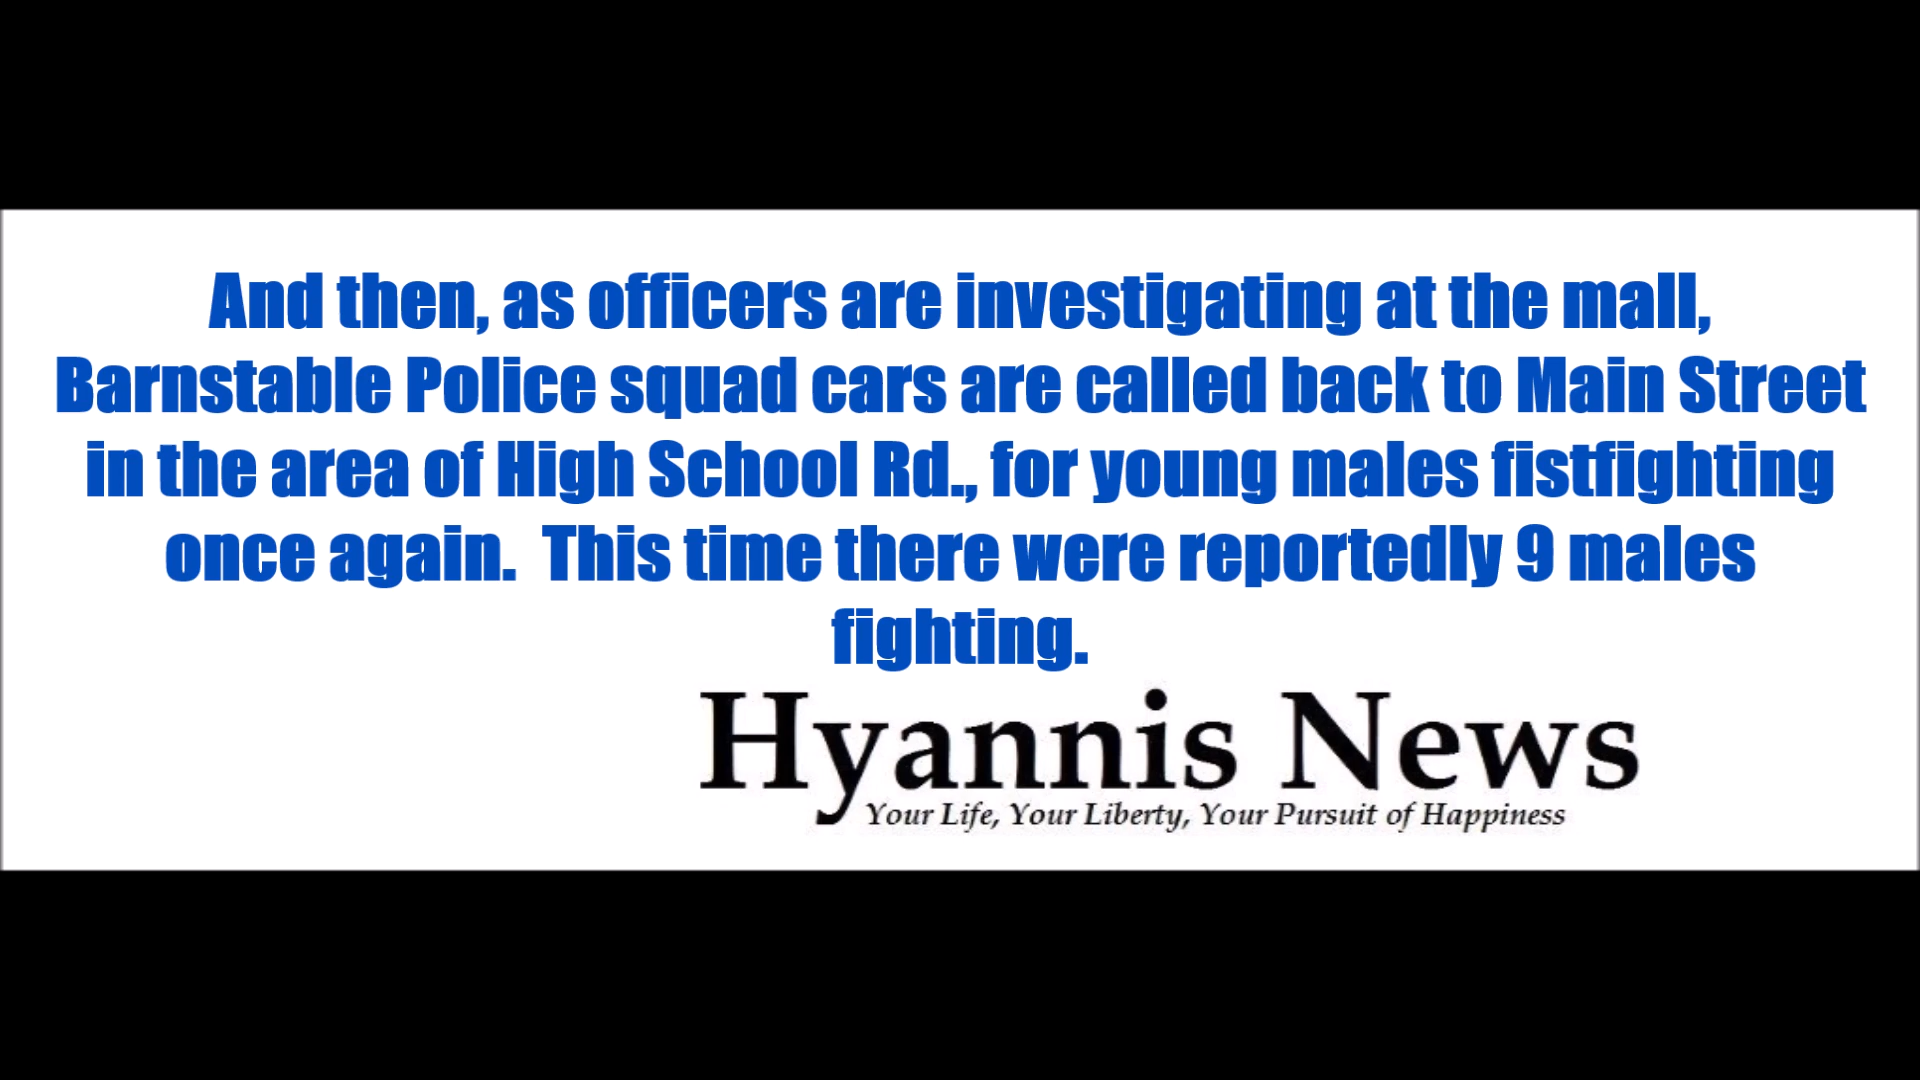 And then, as officers are investigating at the mall,
Barnstable Police squad cars are called back to Main Street
in the area of High School Rd., for young males fistfighting
once again.  This time there were reportedly 9 males
fighting.
Hyannis News
Your Life, Your Liberty, Your Pursuit of Happiness